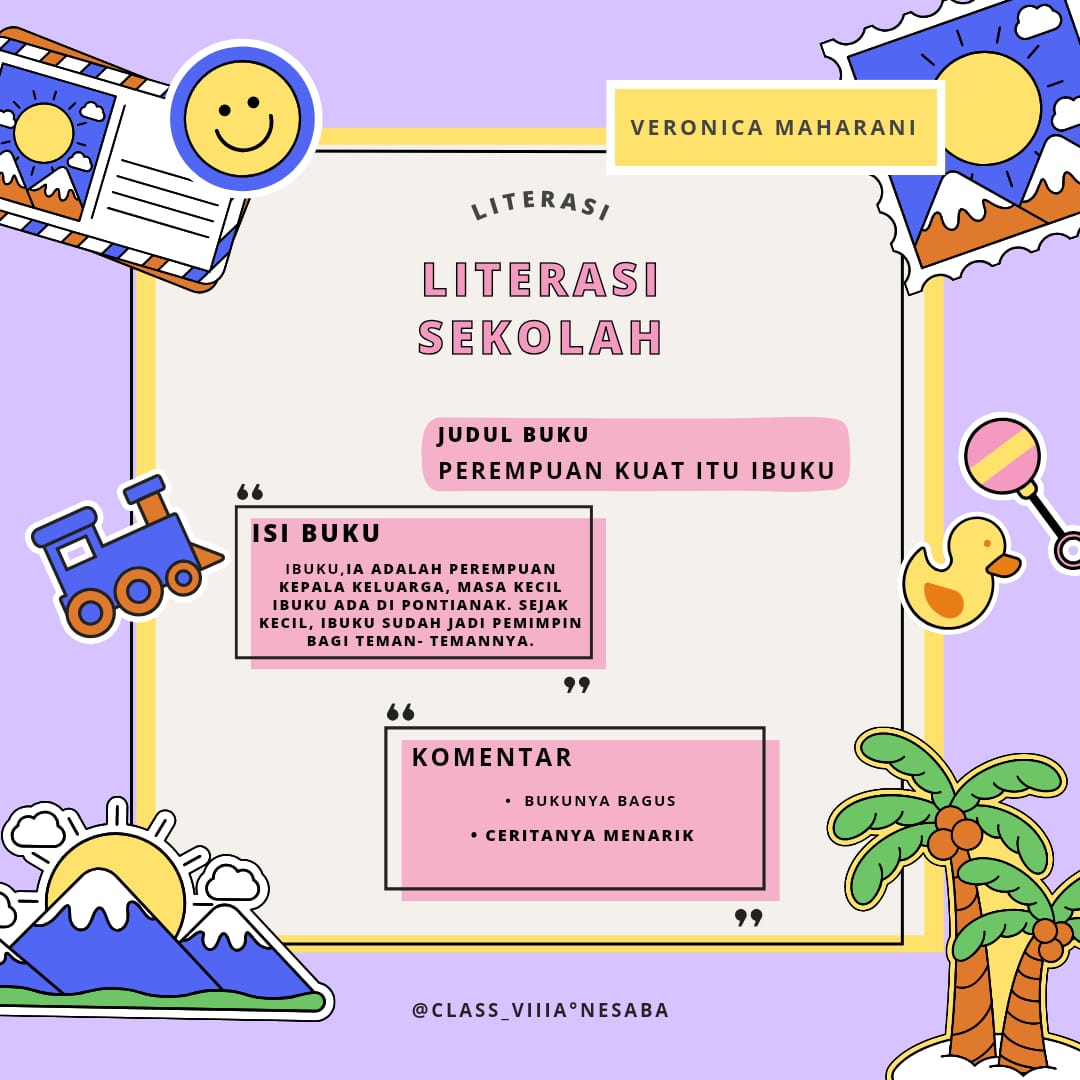 VERONICA MAHARANI
LITERASI
LITERASI
SEKOLAH
JUDUL BUKU
PEREMPUAN KUAT ITU IBUKU
“
ISI BUKU
IBUKU,IA ADALAH PEREMPUAN
KEPALA KELUARGA, MASA KECIL
IBUKU ADA DI PONTIANAK. SEJAK
KECIL, IBUKU SUDAH JADI PEMIMPIN
BAGI TEMAN- TEMANNYA.
”
“
KOMENTAR
• BUKUNYA BAGUS
• CERITANYA MENARIK
”
@CLASS_VIIIA°NESABA